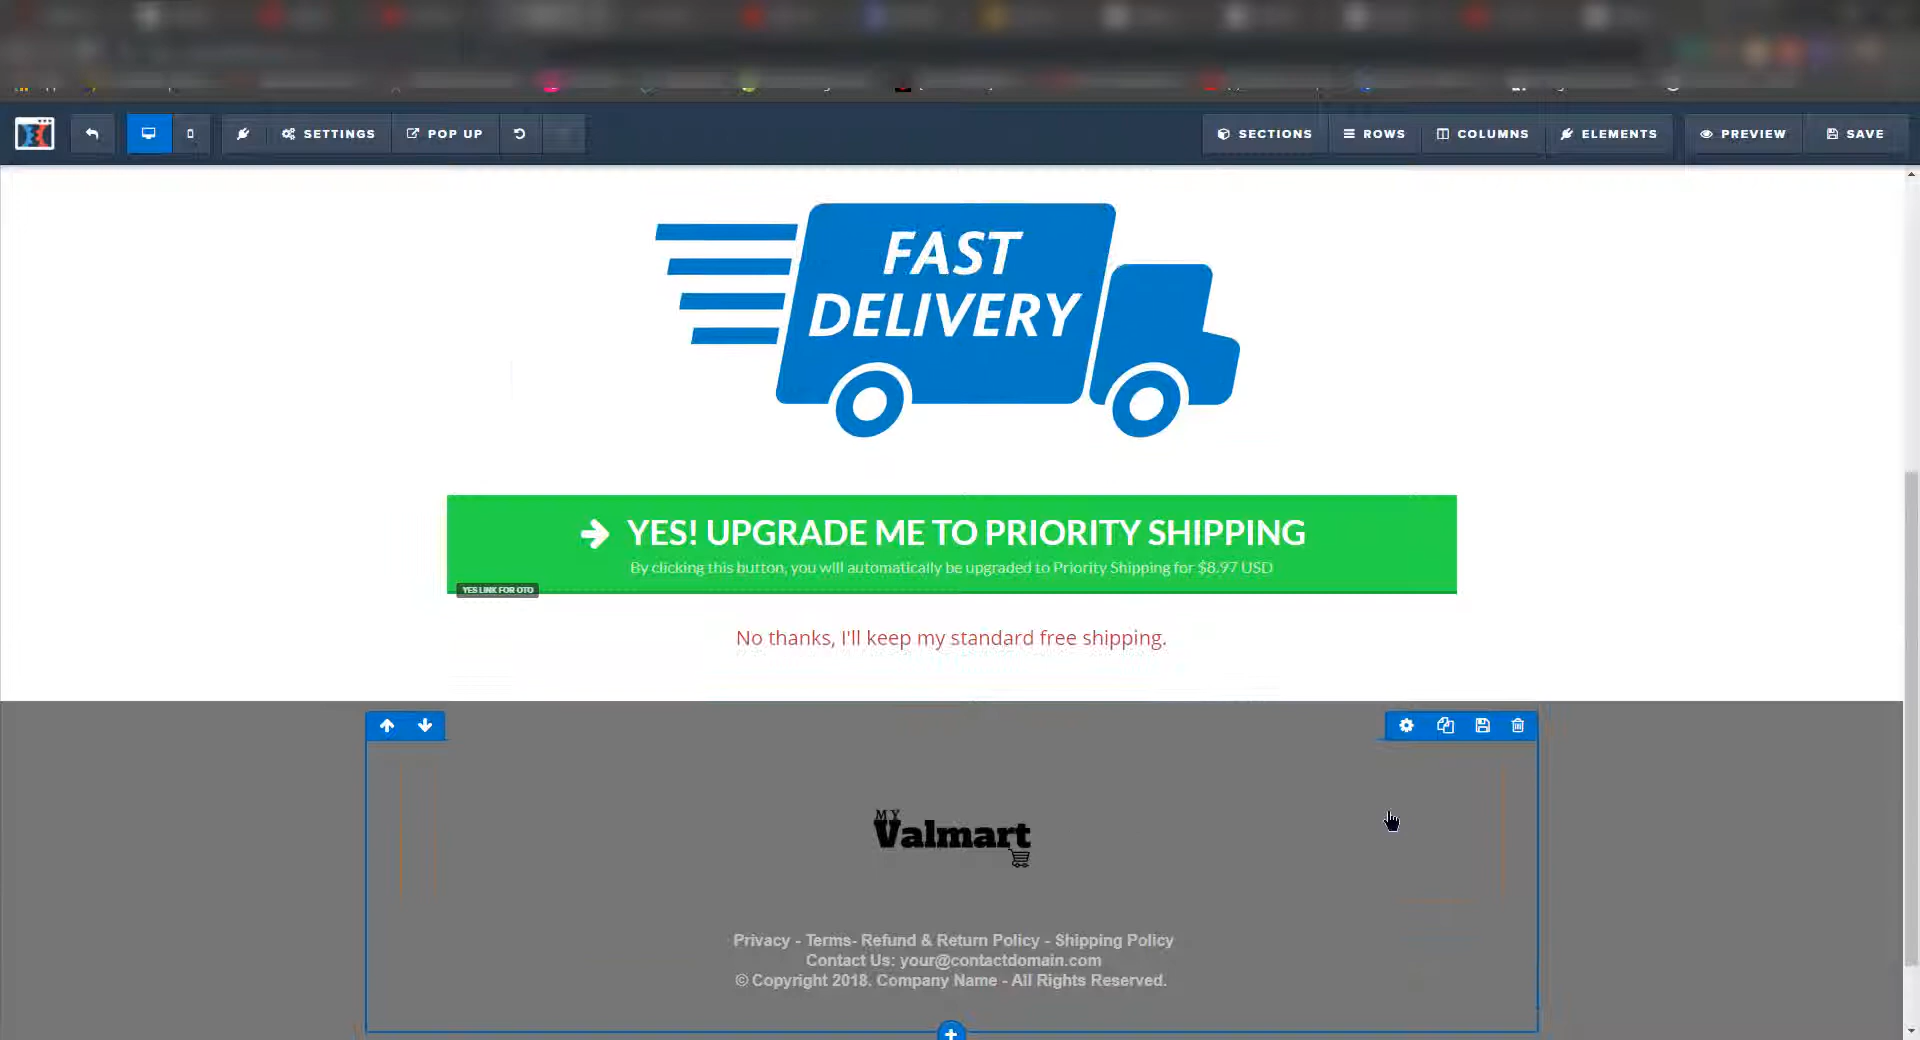 SETTINGS
POP UP
SECTIONS
ROWS
COLUMNS
ELEMENTS
PREVIEW
SAVE
FAST
DELIVERY
YES! UPGRADE ME TO PRIORITY SHIPPING
By clicking this button, you will automatically be upgraded to Priority Shipping for $8.97 USD
YES LINK FOR OTO
No thanks, I'll keep my standard free shipping.
MY
Valmart
Privacy - Terms- Refund & Return Policy - Shipping Policy
Contact Us: your@contactdomain.com
© Copyright 2018. Company Name - All Rights Reserved.